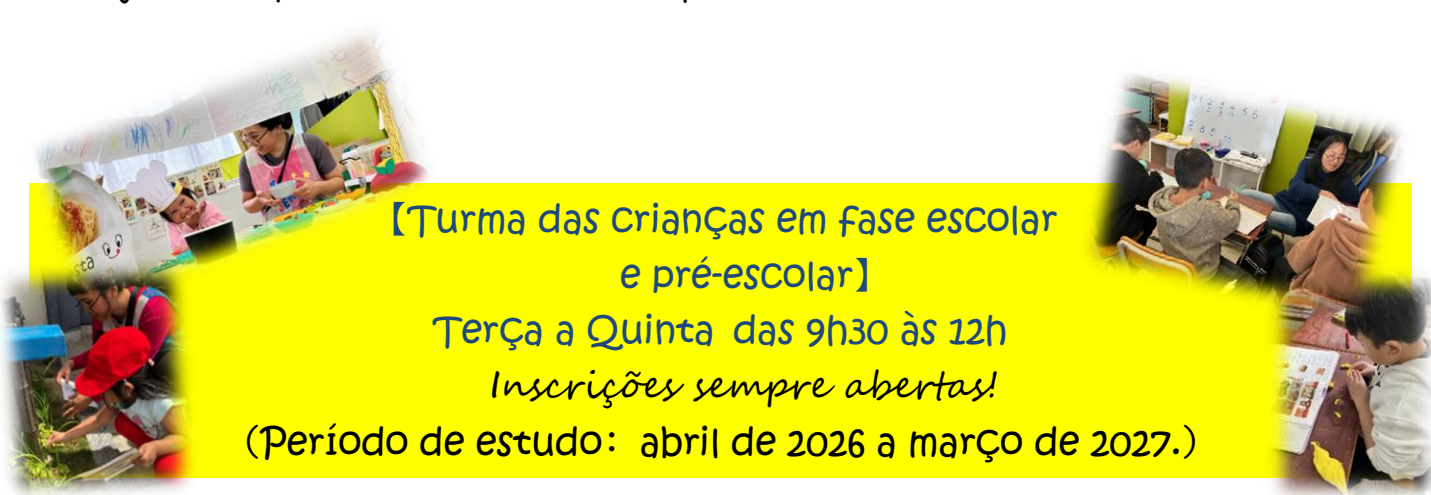 【Turma das crianças em fase escolar
e pré-escolar】
Terça a Quinta das 9h30 às 12h
Inscrições sempre abertas!
(Período de estudo: abril de 2026 a março de 2027.)